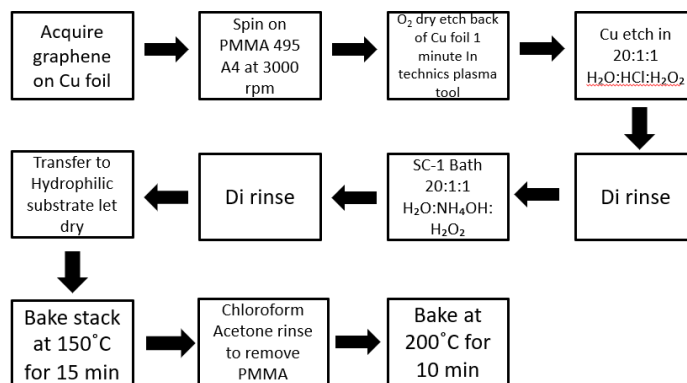 Acquire
graphene
on Cu foil
Spin on
PMMA 495
A4 at 3000
rpm
O₂ dry etch back
of Cu foil 1
minute In
technics plasma
tool
Cu etch in
20:1:1
H₂O:HCl:H₂O₂
Di rinse
SC-1 Bath
20:1:1
H₂O:NH₄OH:
H₂O₂
Di rinse
Transfer to
Hydrophilic
substrate let
dry
Bake stack
at 150˚C
for 15 min
Chloroform
Acetone rinse
to remove
PMMA
Bake at
200˚C for
10 min